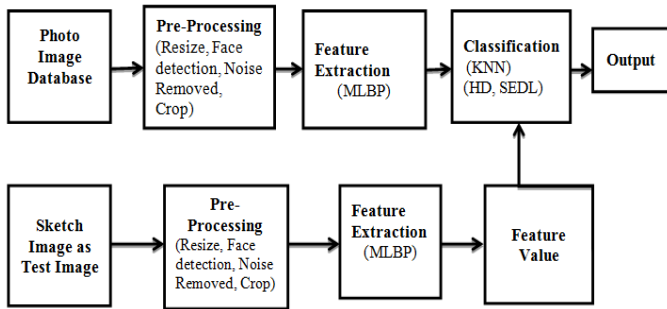 Photo
Image
Database
Pre-Processing
(Resize, Face
detection, Noise
Removed,
Crop)
Feature
Extraction
(MLBP)
Classification
(KNN)
(HD, SEDL)
Output
Sketch
Image as
Test Image
Pre-
Processing
(Resize, Face
detection, Noise
Removed, Crop)
Feature
Extraction
(MLBP)
Feature
Value